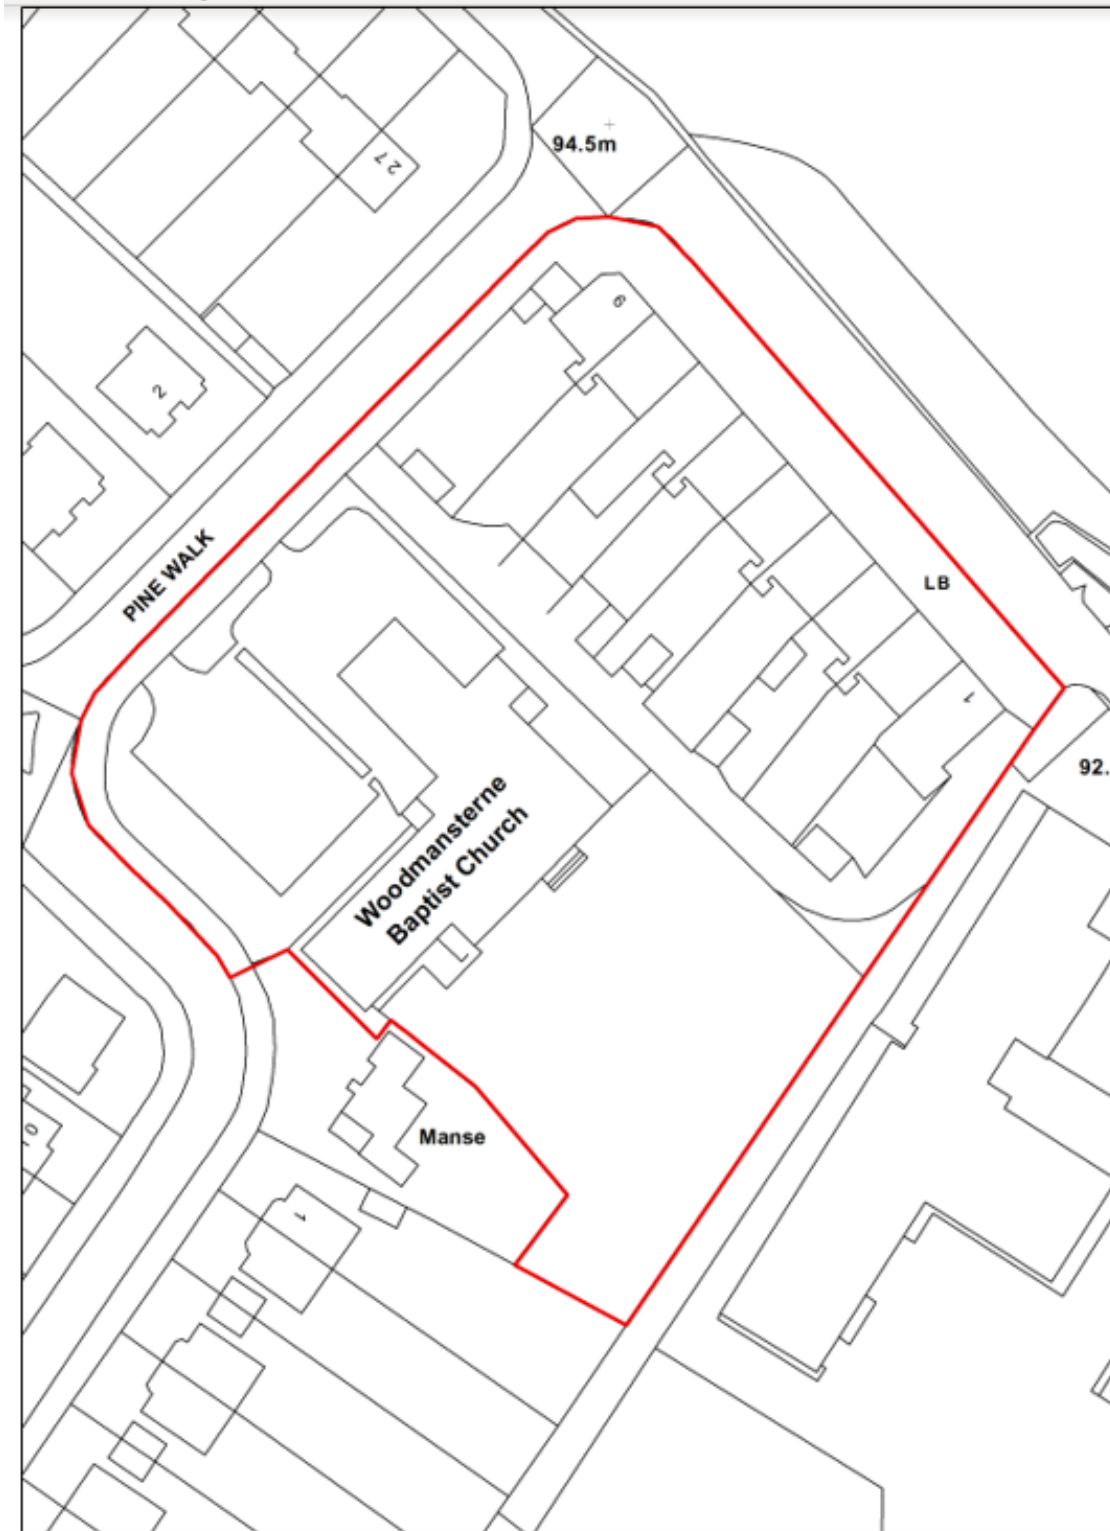 94.5m
27
9
2
PINE WALK
LB
1
92.
Woodmansterne
Baptist Church
Manse
1